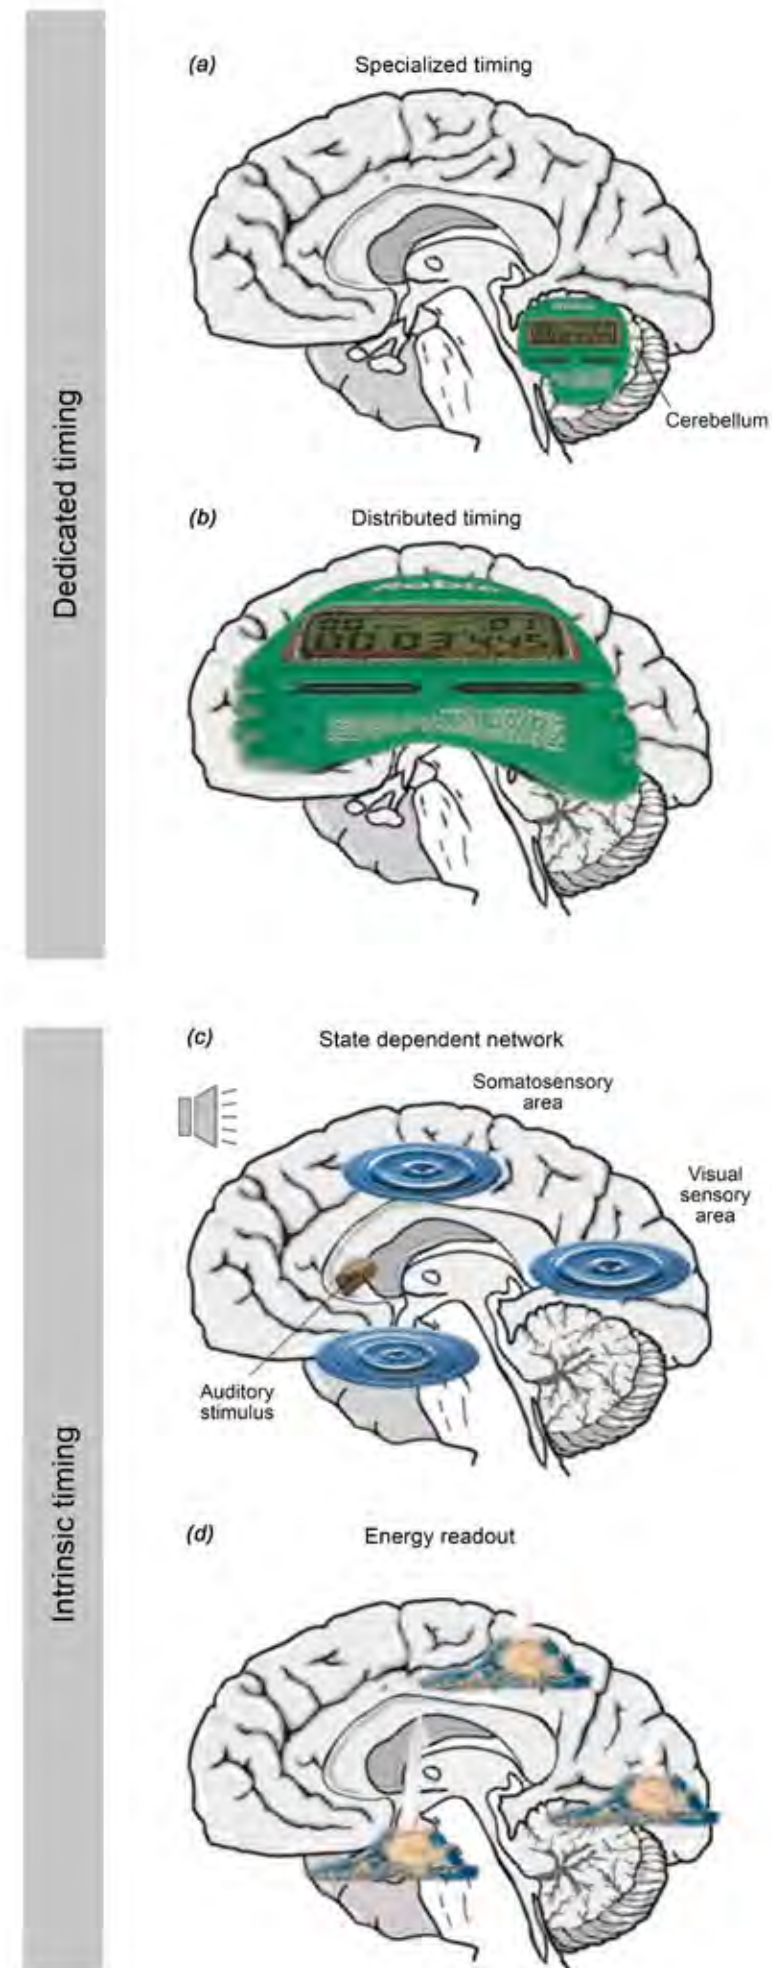 Dedicated timing
(a) Specialized timing
Cerebellum
(b) Distributed timing
Intrinsic timing
(c) State dependent network
Somatosensory
area
Visual
sensory
area
Auditory
stimulus
(d) Energy readout